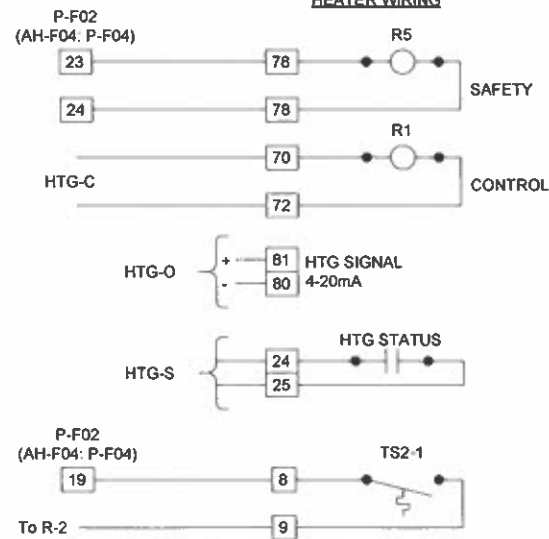 HEATER WIRING
P-F02
(AH-F04: P-F04)
R5
23
78
SAFETY
24
78
R1
70
HTG-C
CONTROL
72
HTG-O
+
81
HTG SIGNAL
-
80
4-20mA
HTG STATUS
HTG-S
24
25
P-F02
(AH-F04: P-F04)
TS2-1
19
8
To R-2
9